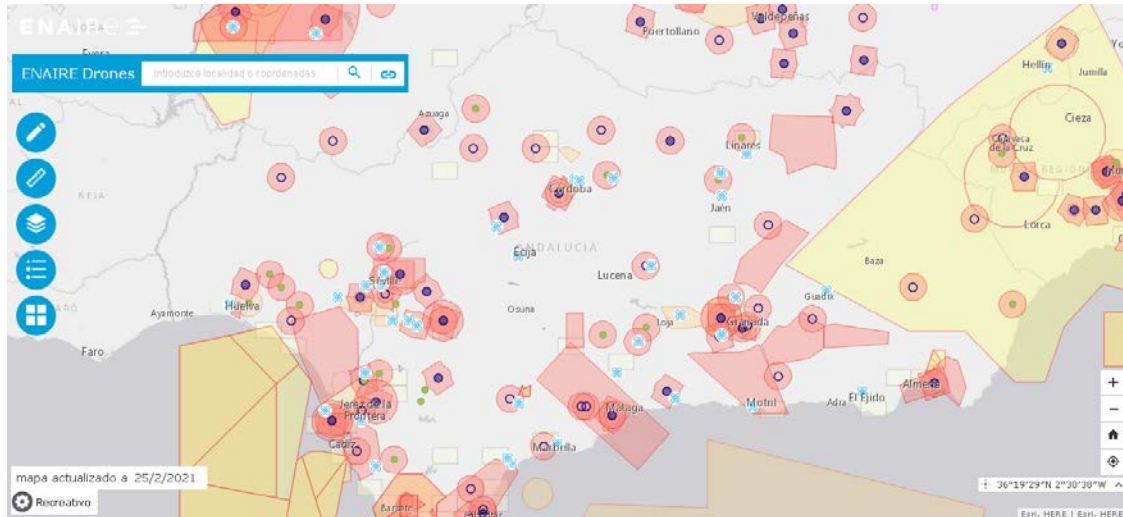 ENAIRE
Evora
ENAIRE Drones
Introduzca localidad o coordenadas
Puertollano
Valdepeñas
Hellín
Jumilla
Azuaga
Linares
Cieza
Caravaca
de la Cruz
BEJA
Córdoba
Jaén
Lorca
ANDALUCIA
Écija
Lucena
Baza
Sevilla
Huelva
Ayamonte
Osuna
Loja
Granada
Guadix
Faro
Jerez de la
Frontera
Málaga
Motril
Adra
El Ejido
Almería
Cádiz
Marbella
Barbate
mapa actualizado a 25/2/2021
Recreativo
36°19'29"N 2°30'38"W
Esri, HERE | Esri, HERE